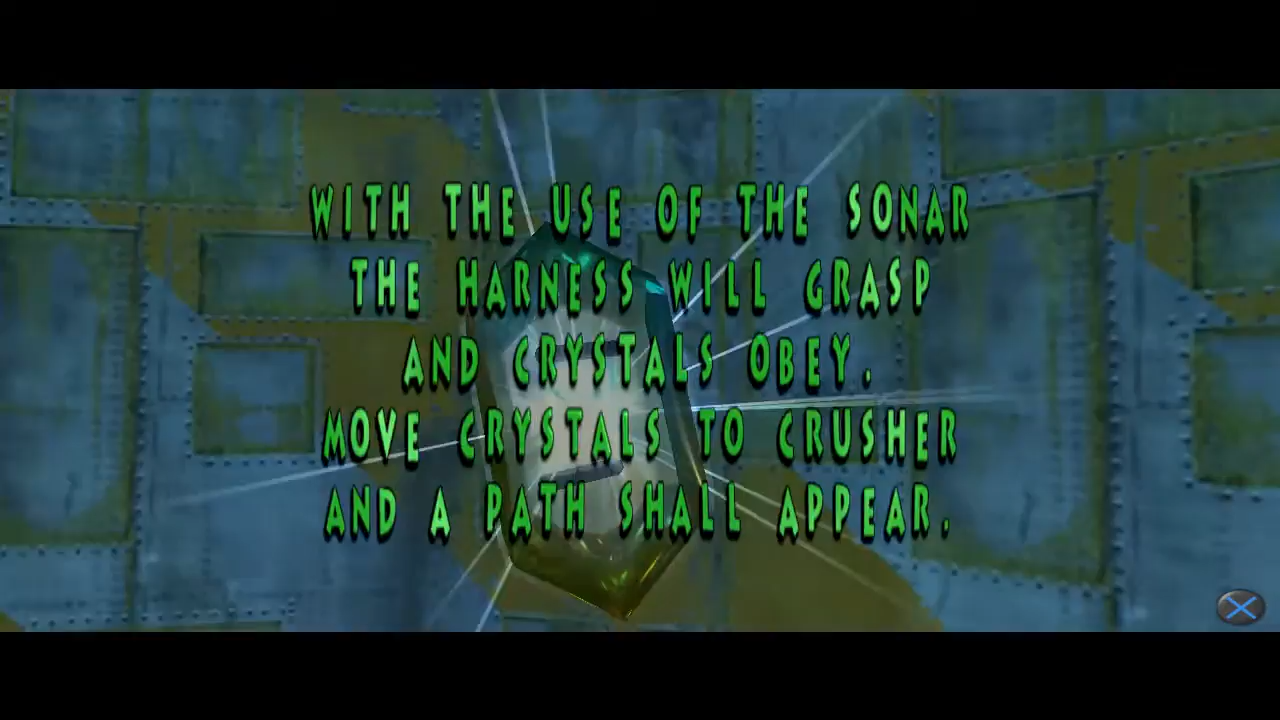 WITH THE USE OF THE SONAR
THE HARNESS WILL GRASP
AND CRYSTALS OBEY.
MOVE CRYSTALS TO CRUSHER
AND A PATH SHALL APPEAR.